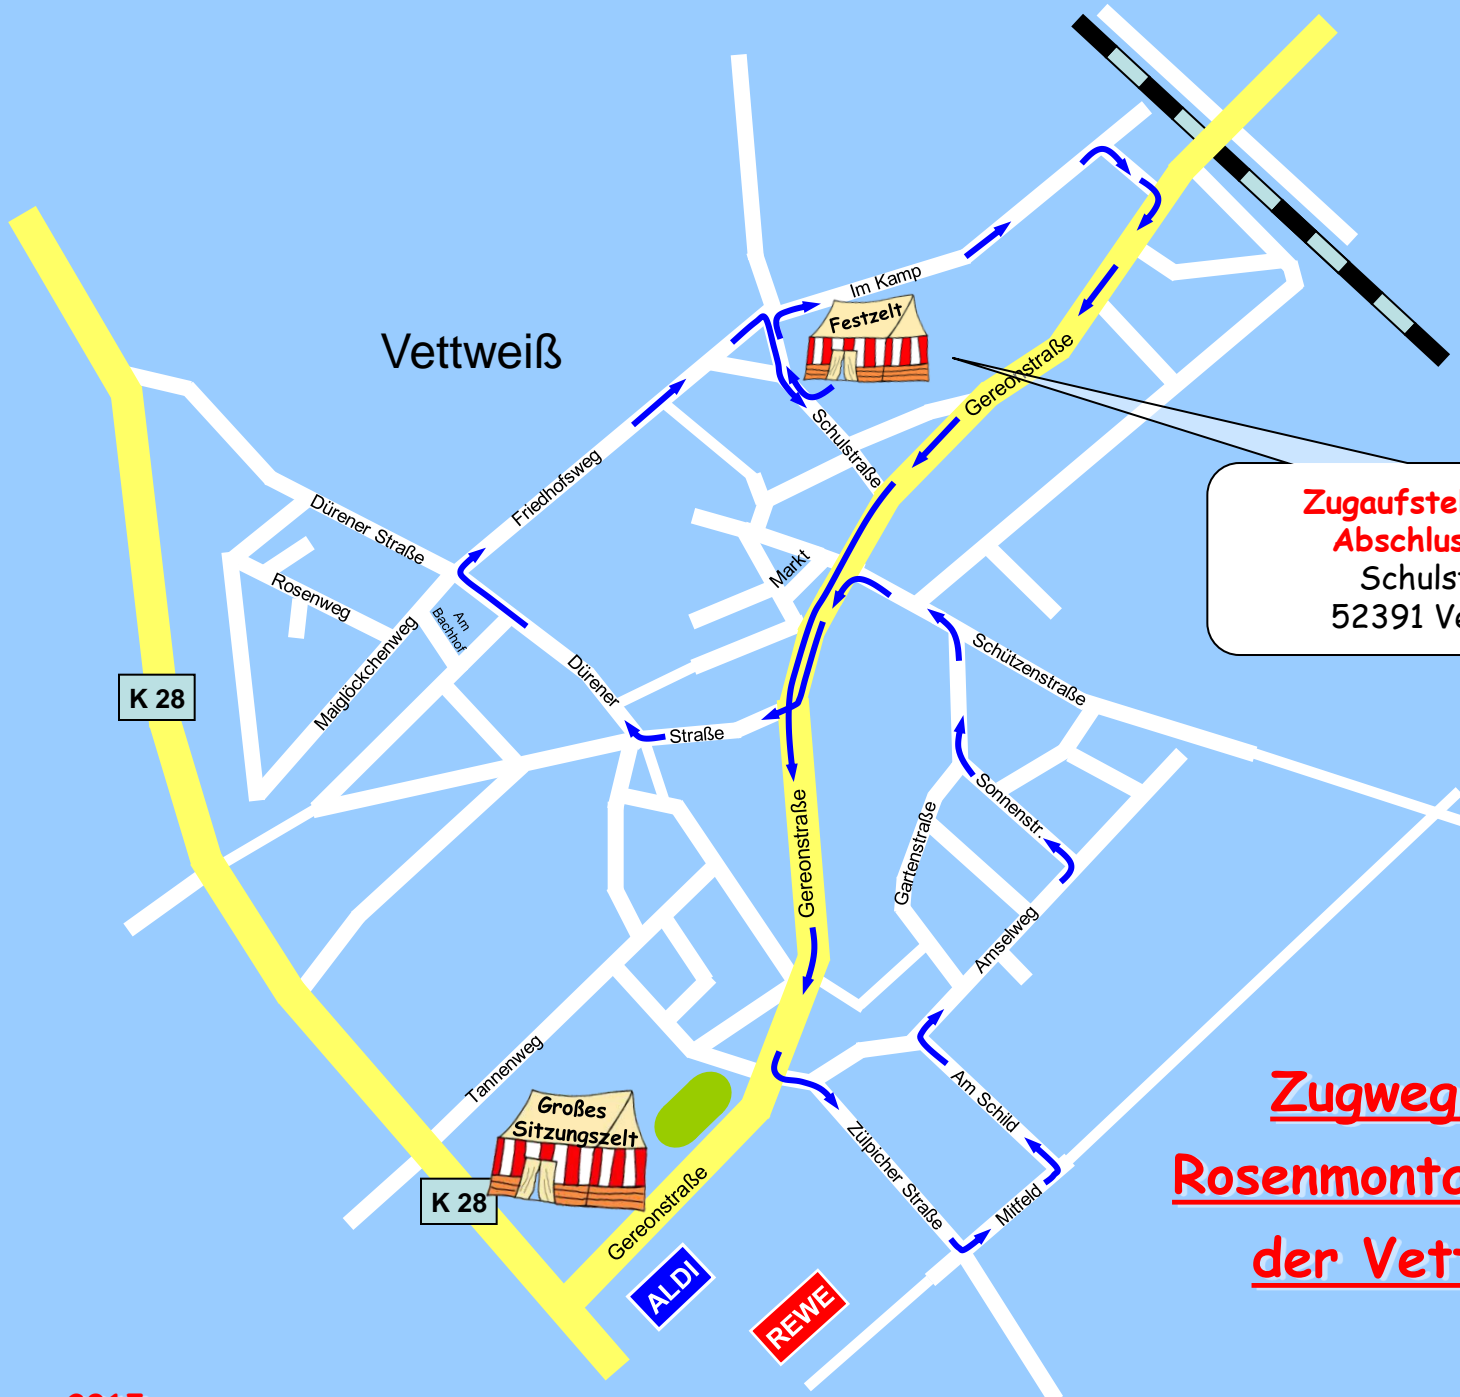 Im Kamp
Festzelt
Vettweiß
Gereonstraße
Schulstraße
Friedhofsweg
Dürener Straße
Markt
Rosenweg
Am
Bachhof
Maiglöckchenweg
Schützenstraße
Dürener
Straße
K 28
Sonnenstr.
Gereonstraße
Gartenstraße
Amselweg
Tannenweg
Am Schild
Großes
Sitzungszelt
Zülpicher Straße
Mitfeld
K 28
Gereonstraße
ALDI
REWE
Zugaufstel
Abschlus
Schulst
52391 Ve
Zugweg
Rosenmonta
der Vett